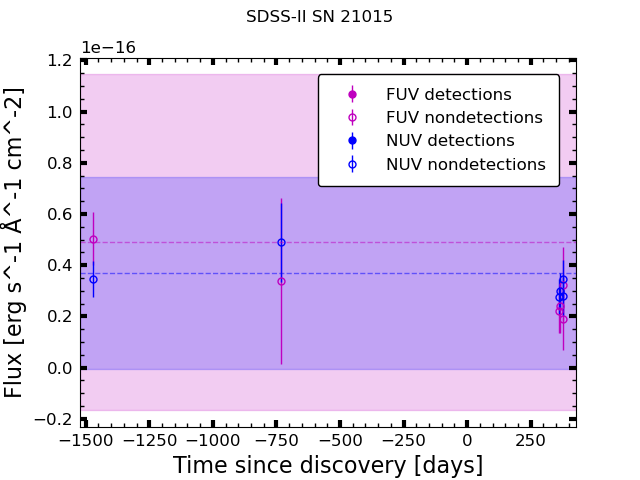 SDSS-II SN 21015
1e−16
1.2
1.0
0.8
0.6
0.4
0.2
0.0
−0.2
Flux [erg s^-1 Å^-1 cm^-2]
FUV detections
FUV nondetections
NUV detections
NUV nondetections
−1500 −1250 −1000 −750 −500 −250 0 250
Time since discovery [days]